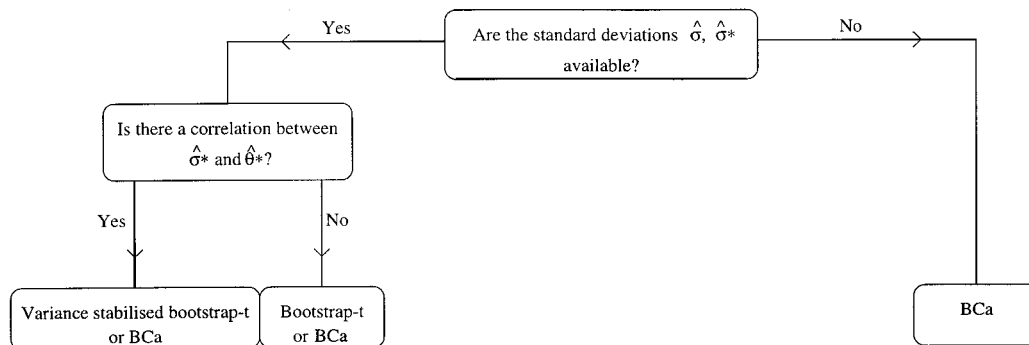 Yes
Are the standard deviations σ̂, σ̂*
available?
No
Is there a correlation between
σ̂* and θ̂*?
Yes
No
Variance stabilised bootstrap-t
or BCa
Bootstrap-t
or BCa
BCa